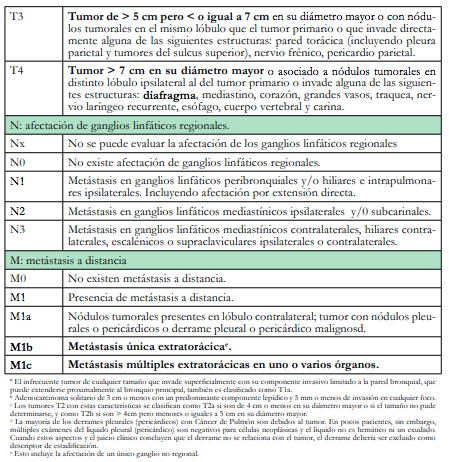 T3
Tumor de > 5 cm pero < o igual a 7 cm en su diámetro mayor o con nódu-
los tumorales en el mismo lóbulo que el tumor primario o que invade directa-
mente alguna de las siguientes estructuras: pared torácica (incluyendo pleura
parietal y tumores del sulcus superior), nervio frénico, pericardio parietal.
T4
Tumor > 7 cm en su diámetro mayor o asociado a nódulos tumorales en
distinto lóbulo ipsilateral al del tumor primario o invade alguna de las siguien-
tes estructuras: diafragma, mediastino, corazón, grandes vasos, traquea, ner-
vio laríngeo recurrente, esófago, cuerpo vertebral y carina.
N: afectación de ganglios linfáticos regionales.
Nx No se puede evaluar la afectación de los ganglios linfáticos regionales
N0 No existe afectación de ganglios linfáticos regionales.
N1 Metástasis en ganglios linfáticos peribronquiales y/o hiliares e intrapulmona-
res ipsilaterales. Incluyendo afectación por extensión directa.
N2 Metástasis en ganglios linfáticos mediastínicos ipsilaterales y/0 subcarinales.
N3 Metástasis en ganglios linfáticos mediastínicos contralaterales, hiliares contra-
laterales, escalénicos o supraclaviculares ipsilaterales o contralaterales.
M: metástasis a distancia
M0 No existen metástasis a distancia.
M1 Presencia de metástasis a distancia.
M1a Nódulos tumorales presentes en lóbulo contralateral; tumor con nódulos pleu-
rales o pericárdicos o derrame pleural o pericárdico malignosd.
M1b Metástasis única extratorácicaᵉ.
M1c Metástasis múltiples extratorácicas en uno o varios órganos.
ᵃ El infrecuente tumor de cualquier tamaño que invade superficialmente con su componente invasivo limitado a la pared bronquial, que
puede extenderse proximalmente al bronquio principal, también es clasificado como T1a.
ᵇ Adenocarcinoma solitario de 3 cm o menos con un predominante componente lepídico y 5 mm o menos de invasión en cualquier foco.
ᶜ Los tumores T2 con estas características se clasifican como T2a si son de 4 cm o menos en su diámetro mayor o si el tamaño no pude
determinarse, y como T2b si son > 4cm pero menores o iguales a 5 cm en su diámetro mayor.
ᵈ La mayoría de los derrames pleurales (pericárdicos) con Cáncer de Pulmón son debidos al tumor. En pocos pacientes, sin embargo,
múltiples exámenes del líquido pleural (pericárdico) son negativos para células neoplásicas y el líquido no es hemático ni un exudado.
Cuando estos aspectos y el juicio clínico concluyen que el derrame no se relaciona con el tumor, el derrame debería ser excluido como
descriptor de estadificación.
ᵉ Esto incluye la afectación de un único ganglio no regional.